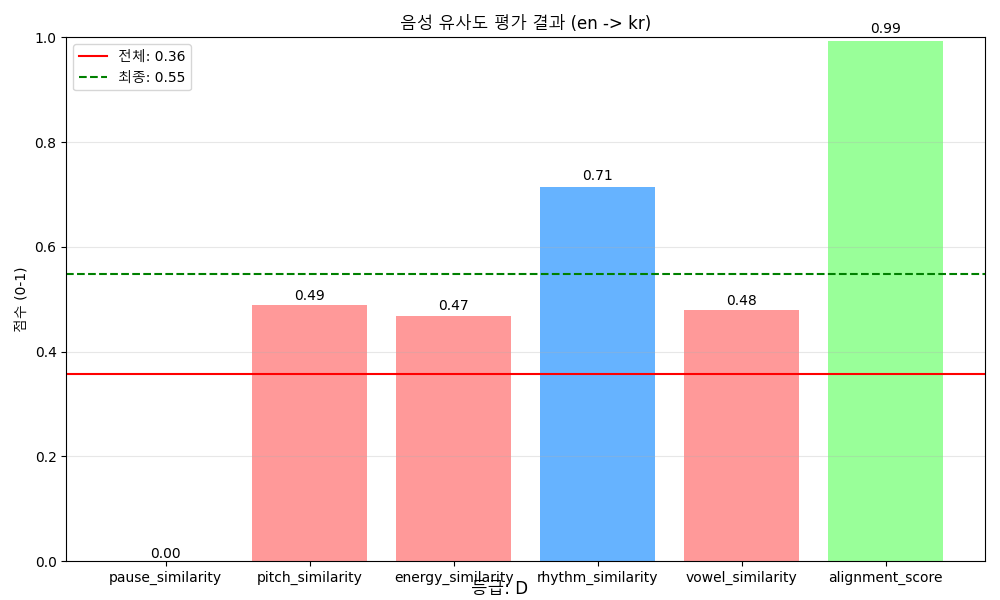 음성 유사도 평가 결과 (en -> kr)
전체: 0.36
최종: 0.55
점수 (0-1)
1.0
0.8
0.6
0.4
0.2
0.0
0.00
0.49
0.47
0.71
0.48
0.99
pause_similarity
pitch_similarity
energy_similarity
rhythm_similarity
vowel_similarity
alignment_score
등급: D